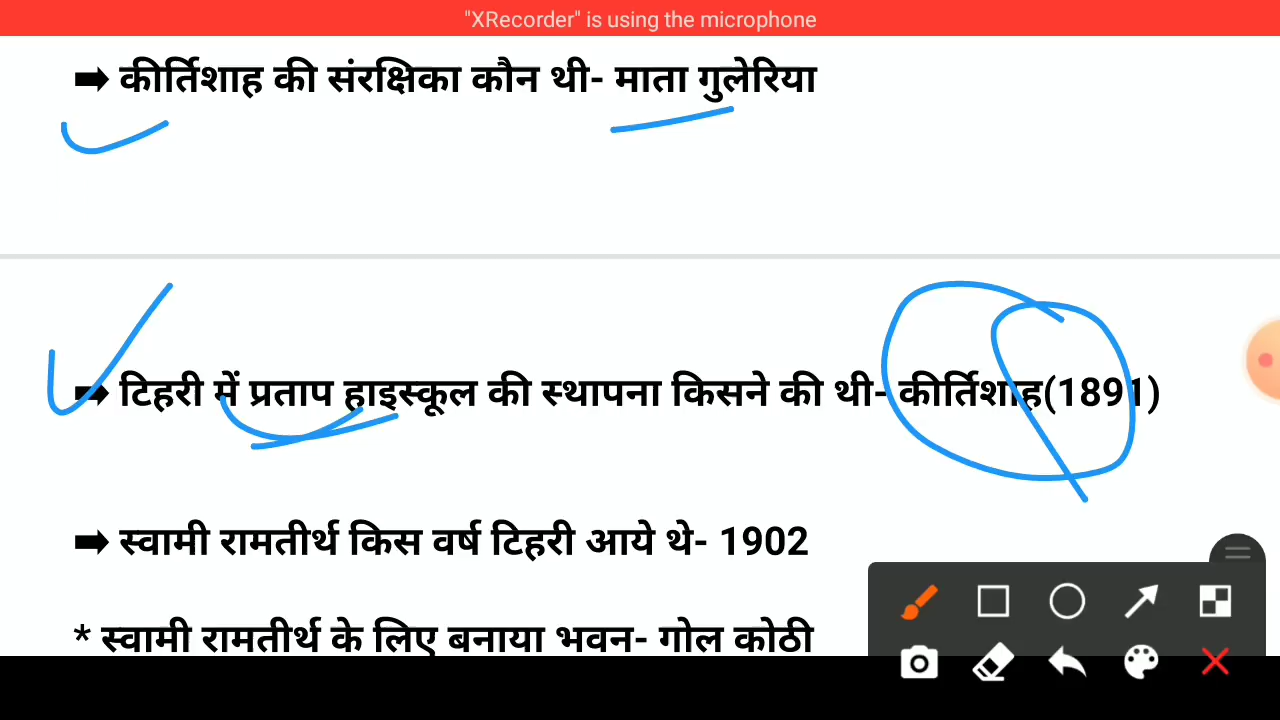 "XRecorder" is using the microphone
➡ कीर्तिशाह की संरक्षिका कौन थी- माता गुलेरिया
➡ टिहरी में प्रताप हाइस्कूल की स्थापना किसने की थी- कीर्तिशाह(1891)
➡ स्वामी रामतीर्थ किस वर्ष टिहरी आये थे- 1902
* स्वामी रामतीर्थ के लिए बनाया भवन- गोल कोठी